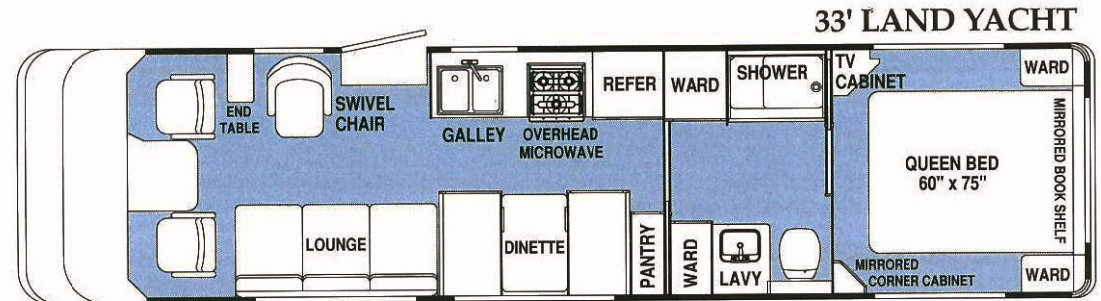 33' LAND YACHT
END
TABLE
SWIVEL
CHAIR
GALLEY
OVERHEAD
MICROWAVE
REFER
WARD
SHOWER
TV
CABINET
WARD
MIRRORED BOOK SHELF
QUEEN BED
60" x 75"
LOUNGE
DINETTE
PANTRY
WARD
LAVY
MIRRORED
CORNER CABINET
WARD